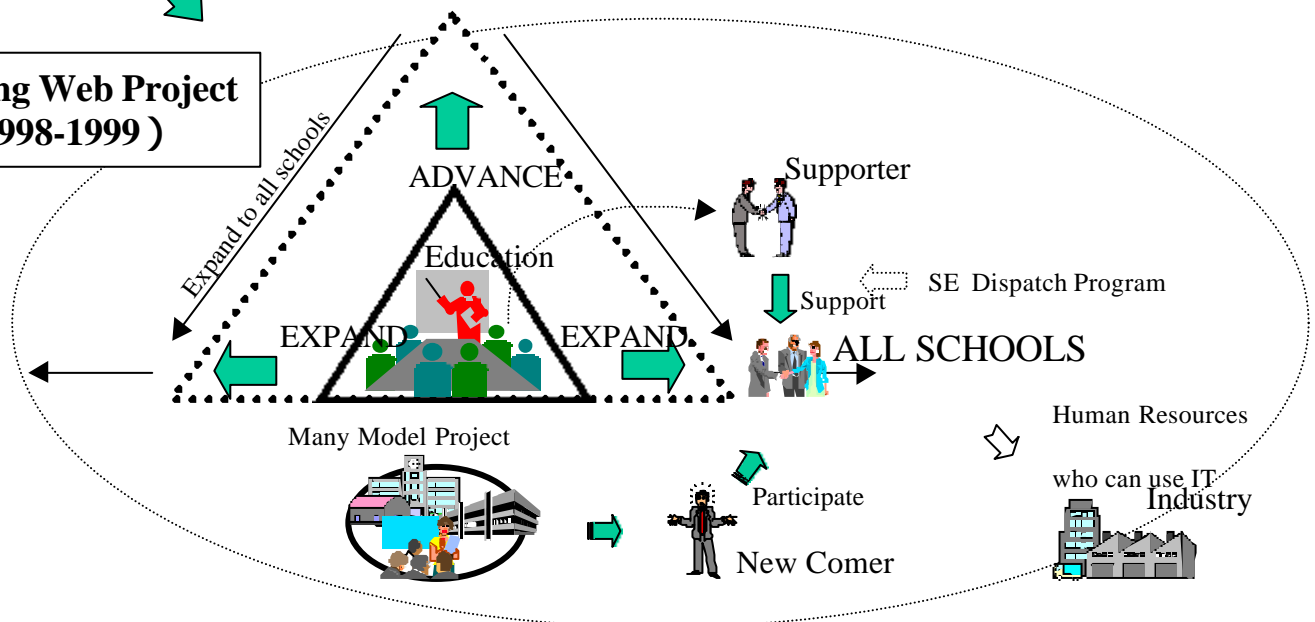 ng Web Project
998-1999 )
Expand to all schools
ADVANCE
Supporter
Education
SE Dispatch Program
Support
EXPAND
EXPAND
ALL SCHOOLS
Many Model Project
Human Resources
who can use IT
Industry
Participate
New Comer